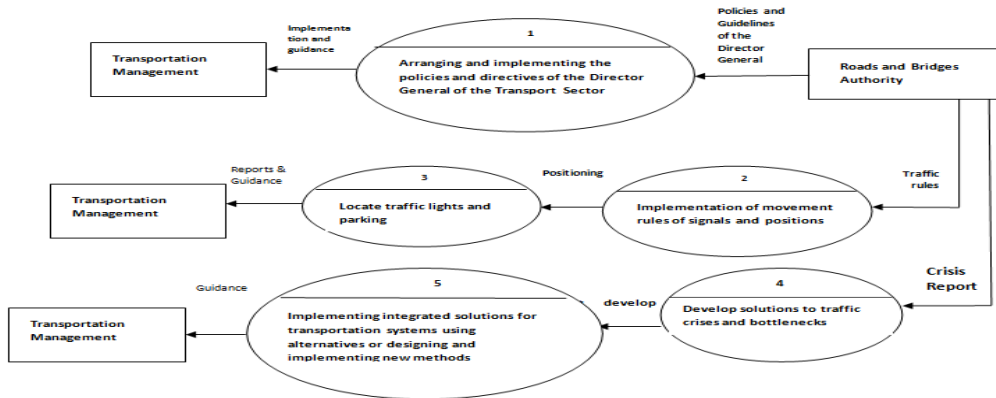 Policies and
Guidelines
of the
Director
General
Implementa
tion and
guidance
1
Transportation
Management
Arranging and implementing the
policies and directives of the Director
General of the Transport Sector
Roads and Bridges
Authority
Reports &
Guidance
3
Positioning
2
Traffic
rules
Transportation
Management
Locate traffic lights and
parking
Implementation of movement
rules of signals and positions
Crisis
Report
Guidance
5
develop
4
Develop solutions to traffic
crises and bottlenecks
Transportation
Management
Implementing integrated solutions for
transportation systems using
alternatives or designing and
implementing new methods